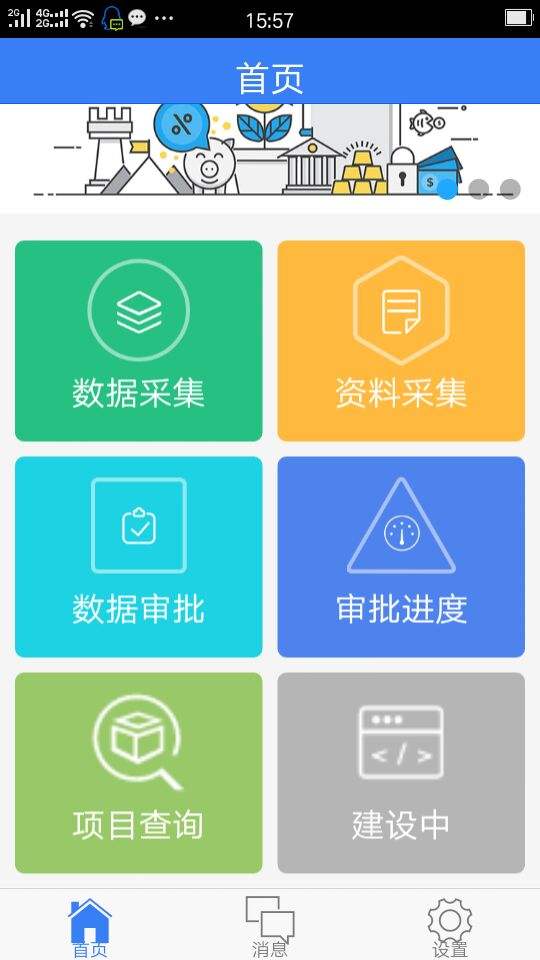 2G 4G 2G 15:57
首页
%
$
数据采集 资料采集
数据审批 审批进度
</>
项目查询 建设中
首页 消息 设置